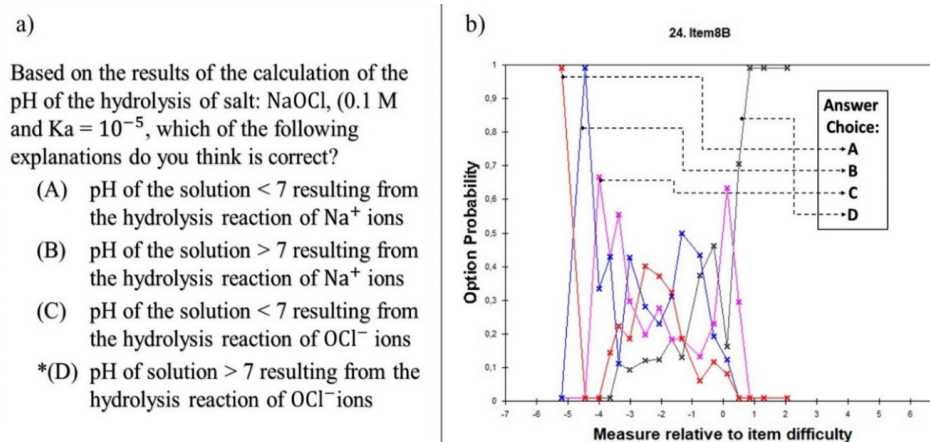 a)
Based on the results of the calculation of the
pH of the hydrolysis of salt: NaOCl, (0.1 M
and Ka = 10⁻⁵, which of the following
explanations do you think is correct?
(A) pH of the solution < 7 resulting from
the hydrolysis reaction of Na⁺ ions
(B) pH of the solution > 7 resulting from
the hydrolysis reaction of Na⁺ ions
(C) pH of the solution < 7 resulting from
the hydrolysis reaction of OCl⁻ ions
*(D) pH of solution > 7 resulting from the
hydrolysis reaction of OCl⁻ions
b)
24. Item8B
Option Probability
1
0,9
0,8
0,7
0,6
0,5
0,4
0,3
0,2
0,1
0
-7 -6 -5 -4 -3 -2 -1 0 1 2 3 4 5 6
Measure relative to item difficulty
Answer
Choice:
A
B
C
D